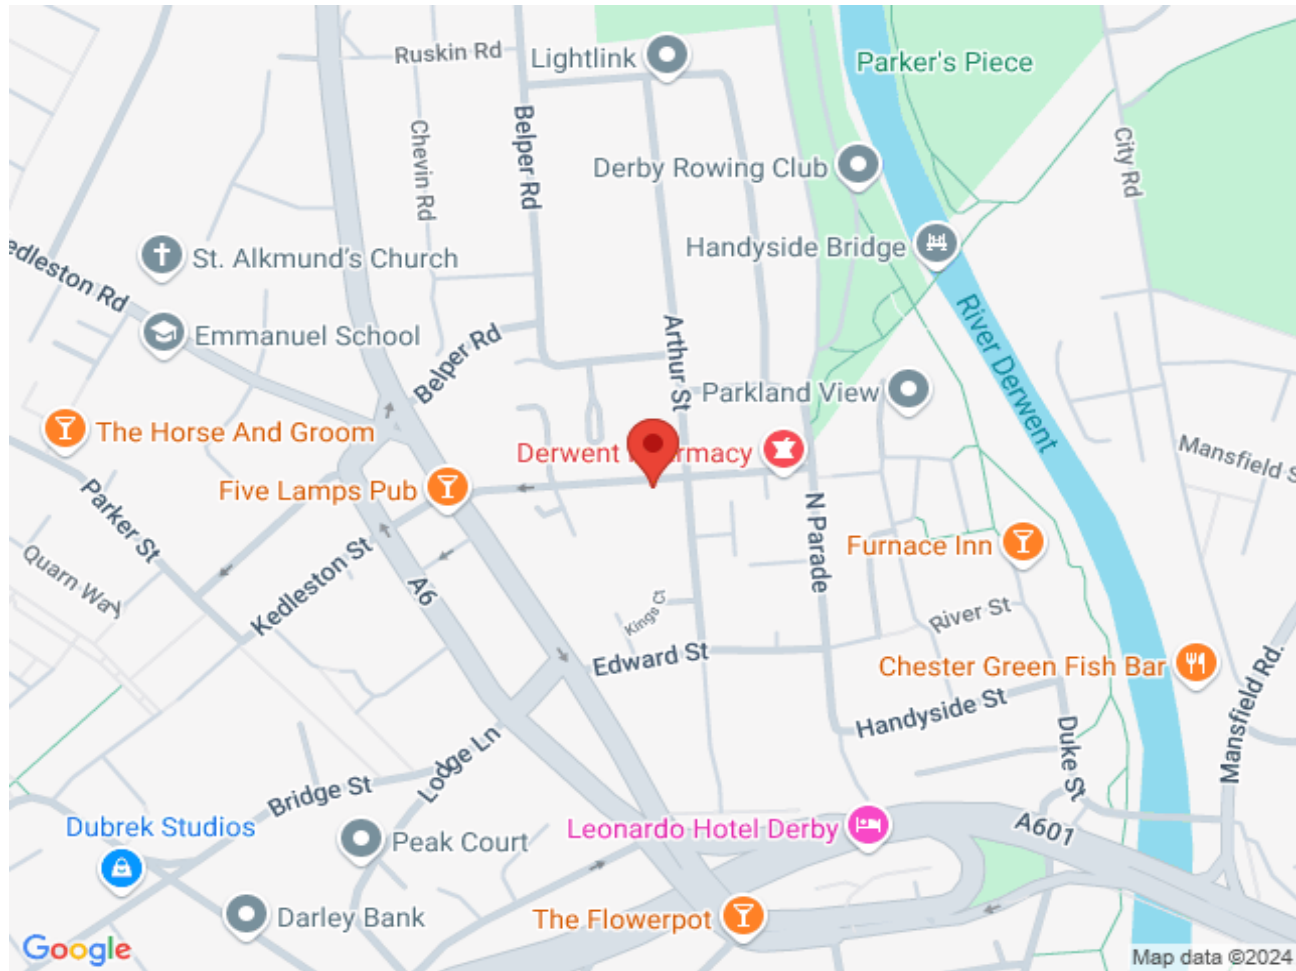 Ruskin Rd
Lightlink
Parker's Piece
Belper Rd
Chevin Rd
City Rd
Derby Rowing Club
Handyside Bridge
St. Alkmund's Church
edleston Rd
Emmanuel School
River Derwent
Belper Rd
Arthur St
Parkland View
The Horse And Groom
Derwent
rmacy
Mansfield S
Five Lamps Pub
Parker St
N Parade
Furnace Inn
Quarn Way
Kedleston St
A6
Kings Ct
River St
Edward St
Chester Green Fish Bar
Handyside St
Mansfield Rd.
Lodge Ln
Duke St
Bridge St
Dubrek Studios
Peak Court
Leonardo Hotel Derby
A601
Darley Bank
The Flowerpot
Google
Map data ©2024